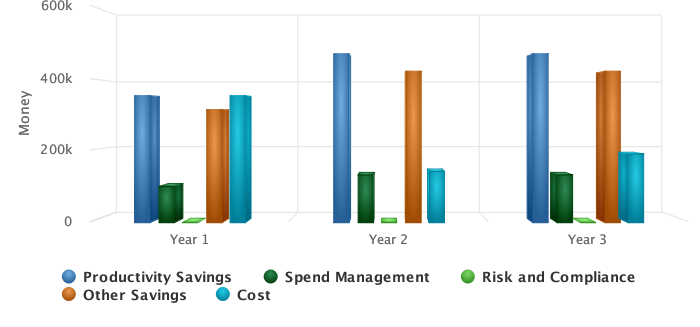 600k
400k
200k
0
Money
Year 1 Year 2 Year 3
Productivity Savings Spend Management Risk and Compliance
Other Savings Cost